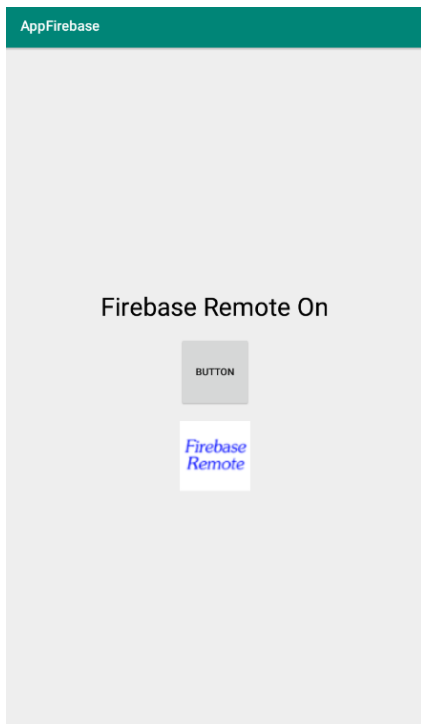 AppFirebase
Firebase Remote On
BUTTON
Firebase
Remote